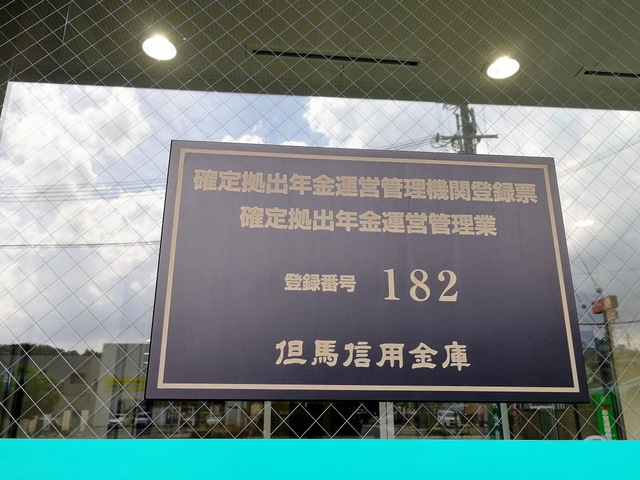 確定拠出年金運営管理機関登録票
確定拠出年金運営管理業
登録番号 182
但馬信用金庫